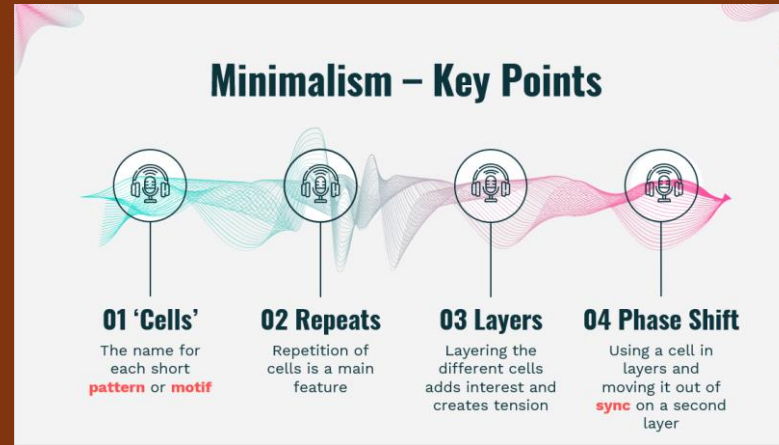 Minimalism – Key Points
01 ‘Cells’
The name for
each short
pattern or motif
02 Repeats
Repetition of
cells is a main
feature
03 Layers
Layering the
different cells
adds interest and
creates tension
04 Phase Shift
Using a cell in
layers and
moving it out of
sync on a second
layer